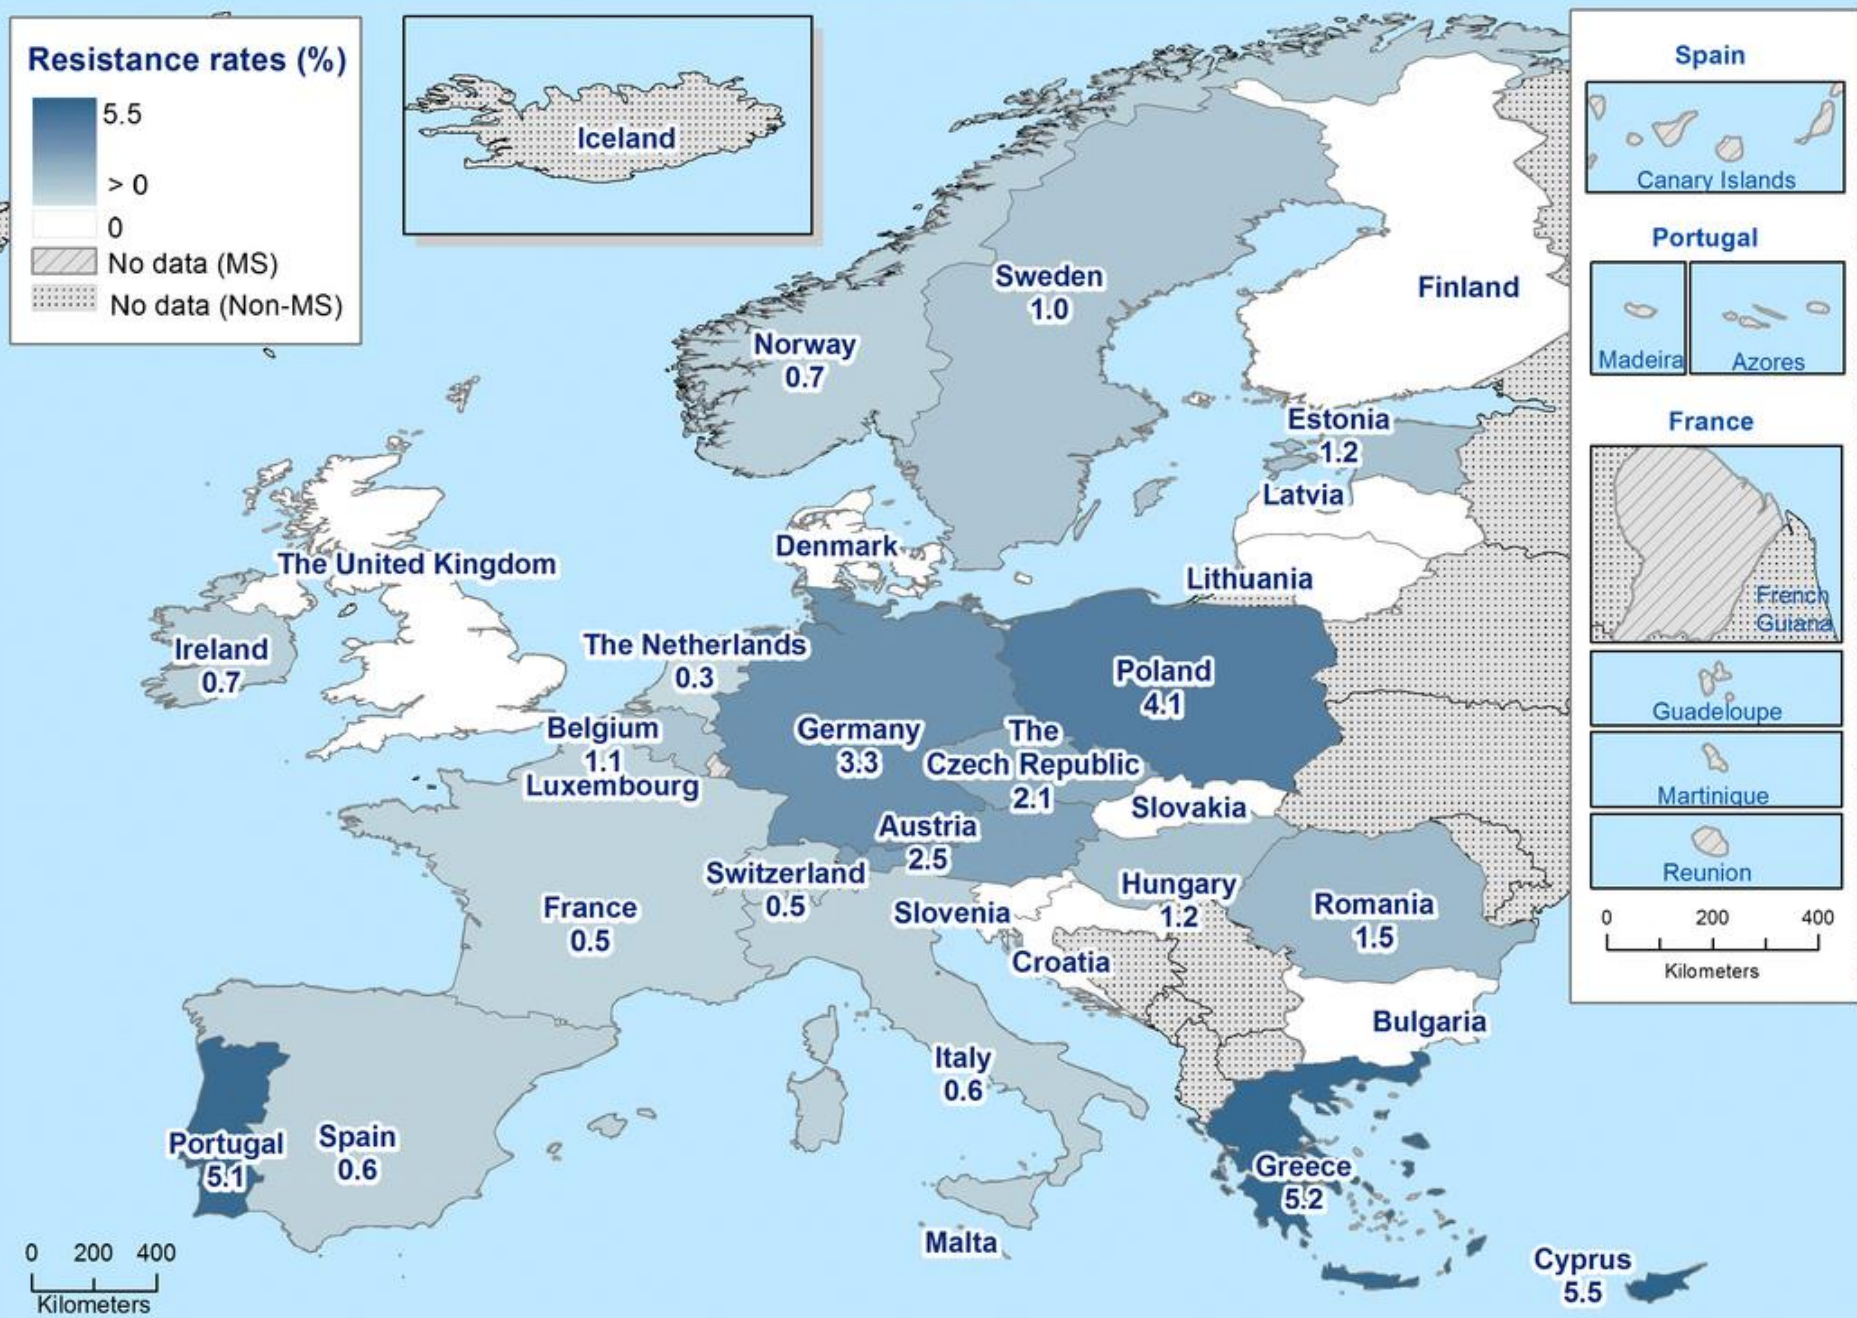 Resistance rates (%)
5.5
> 0
0
No data (MS)
No data (Non-MS)
Iceland
Sweden
1.0
Finland
Norway
0.7
Estonia
1.2
Latvia
Denmark
The United Kingdom
Lithuania
Ireland
0.7
The Netherlands
0.3
Poland
4.1
Belgium
1.1
Luxembourg
Germany
3.3
The
Czech Republic
2.1
Slovakia
Austria
2.5
Switzerland
0.5
France
0.5
Slovenia
Hungary
1.2
Romania
1.5
Croatia
Bulgaria
Italy
0.6
Portugal
5.1
Spain
0.6
Greece
5.2
Malta
Cyprus
5.5
0 200 400
Kilometers
Spain
Canary Islands
Portugal
Madeira
Azores
France
French
Guiana
Guadeloupe
Martinique
Reunion
0 200 400
Kilometers